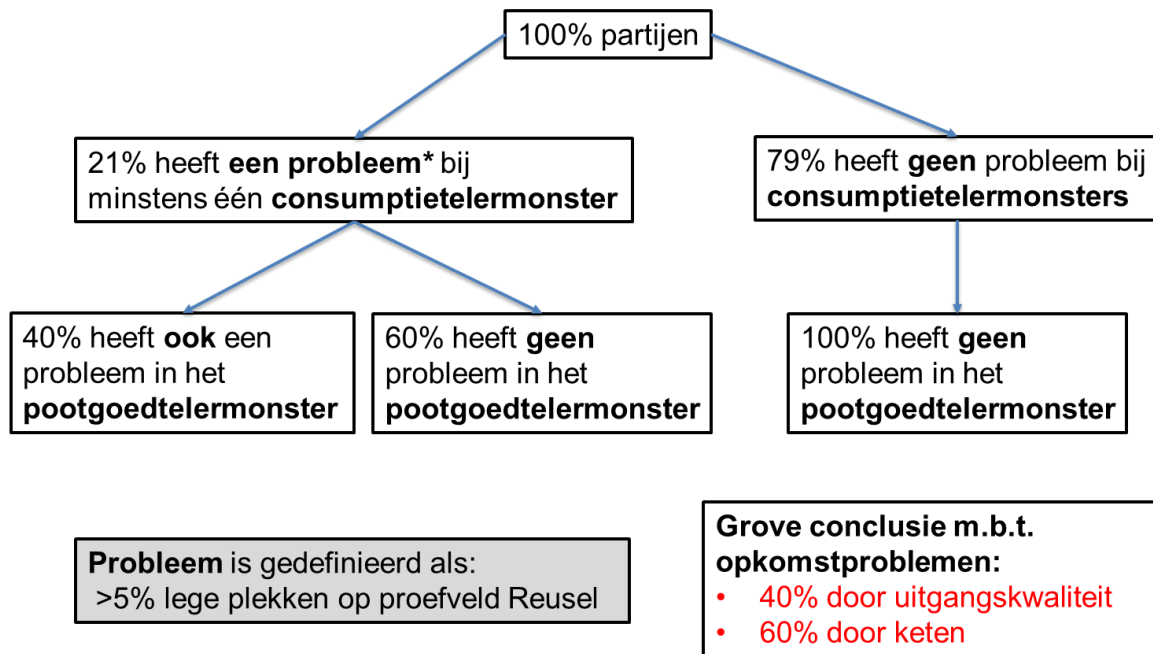 100% partijen
21% heeft een probleem* bij
minstens één consumptietelermonster
79% heeft geen probleem bij
consumptietelermonsters
40% heeft ook een
probleem in het
pootgoedtelermonster
60% heeft geen
probleem in het
pootgoedtelermonster
100% heeft geen
probleem in het
pootgoedtelermonster
Probleem is gedefinieerd als:
>5% lege plekken op proefveld Reusel
Grove conclusie m.b.t.
opkomstproblemen:
• 40% door uitgangskwaliteit
• 60% door keten